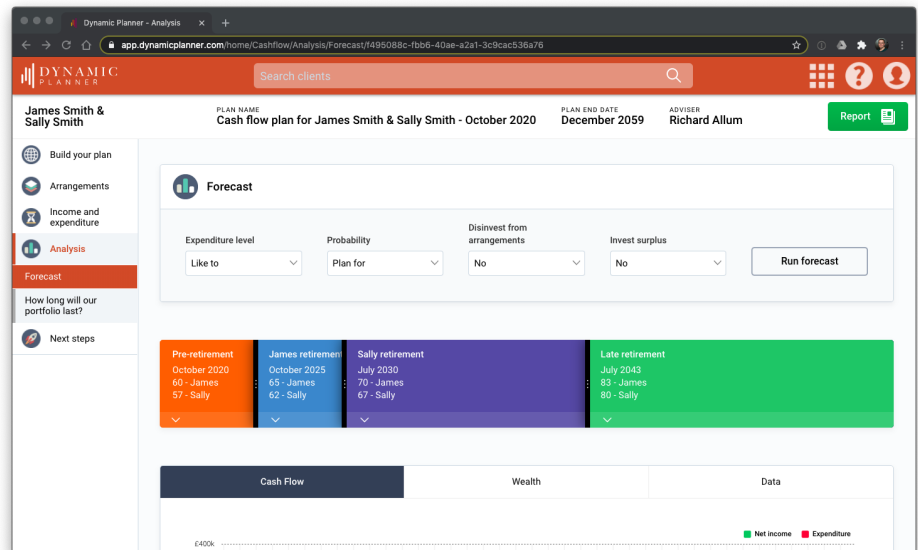 Dynamic Planner - Analysis
app.dynamicplanner.com/home/Cashflow/Analysis/Forecast/f495088c-fbb6-40ae-a2a1-3c9cac536a76
DYNAMIC
PLANNER
Search clients
James Smith &
Sally Smith
PLAN NAME
Cash flow plan for James Smith & Sally Smith - October 2020
PLAN END DATE
December 2059
ADVISER
Richard Allum
Report
Build your plan
Arrangements
Income and
expenditure
Analysis
Forecast
How long will our
portfolio last?
Next steps
Forecast
Expenditure level
Like to
Probability
Plan for
Disinvest from
arrangements
No
Invest surplus
No
Run forecast
Pre-retirement
October 2020
60 - James
57 - Sally
James retirement
October 2025
65 - James
62 - Sally
Sally retirement
July 2030
70 - James
67 - Sally
Late retirement
July 2043
83 - James
80 - Sally
Cash Flow
Wealth
Data
Net income
Expenditure
£400k